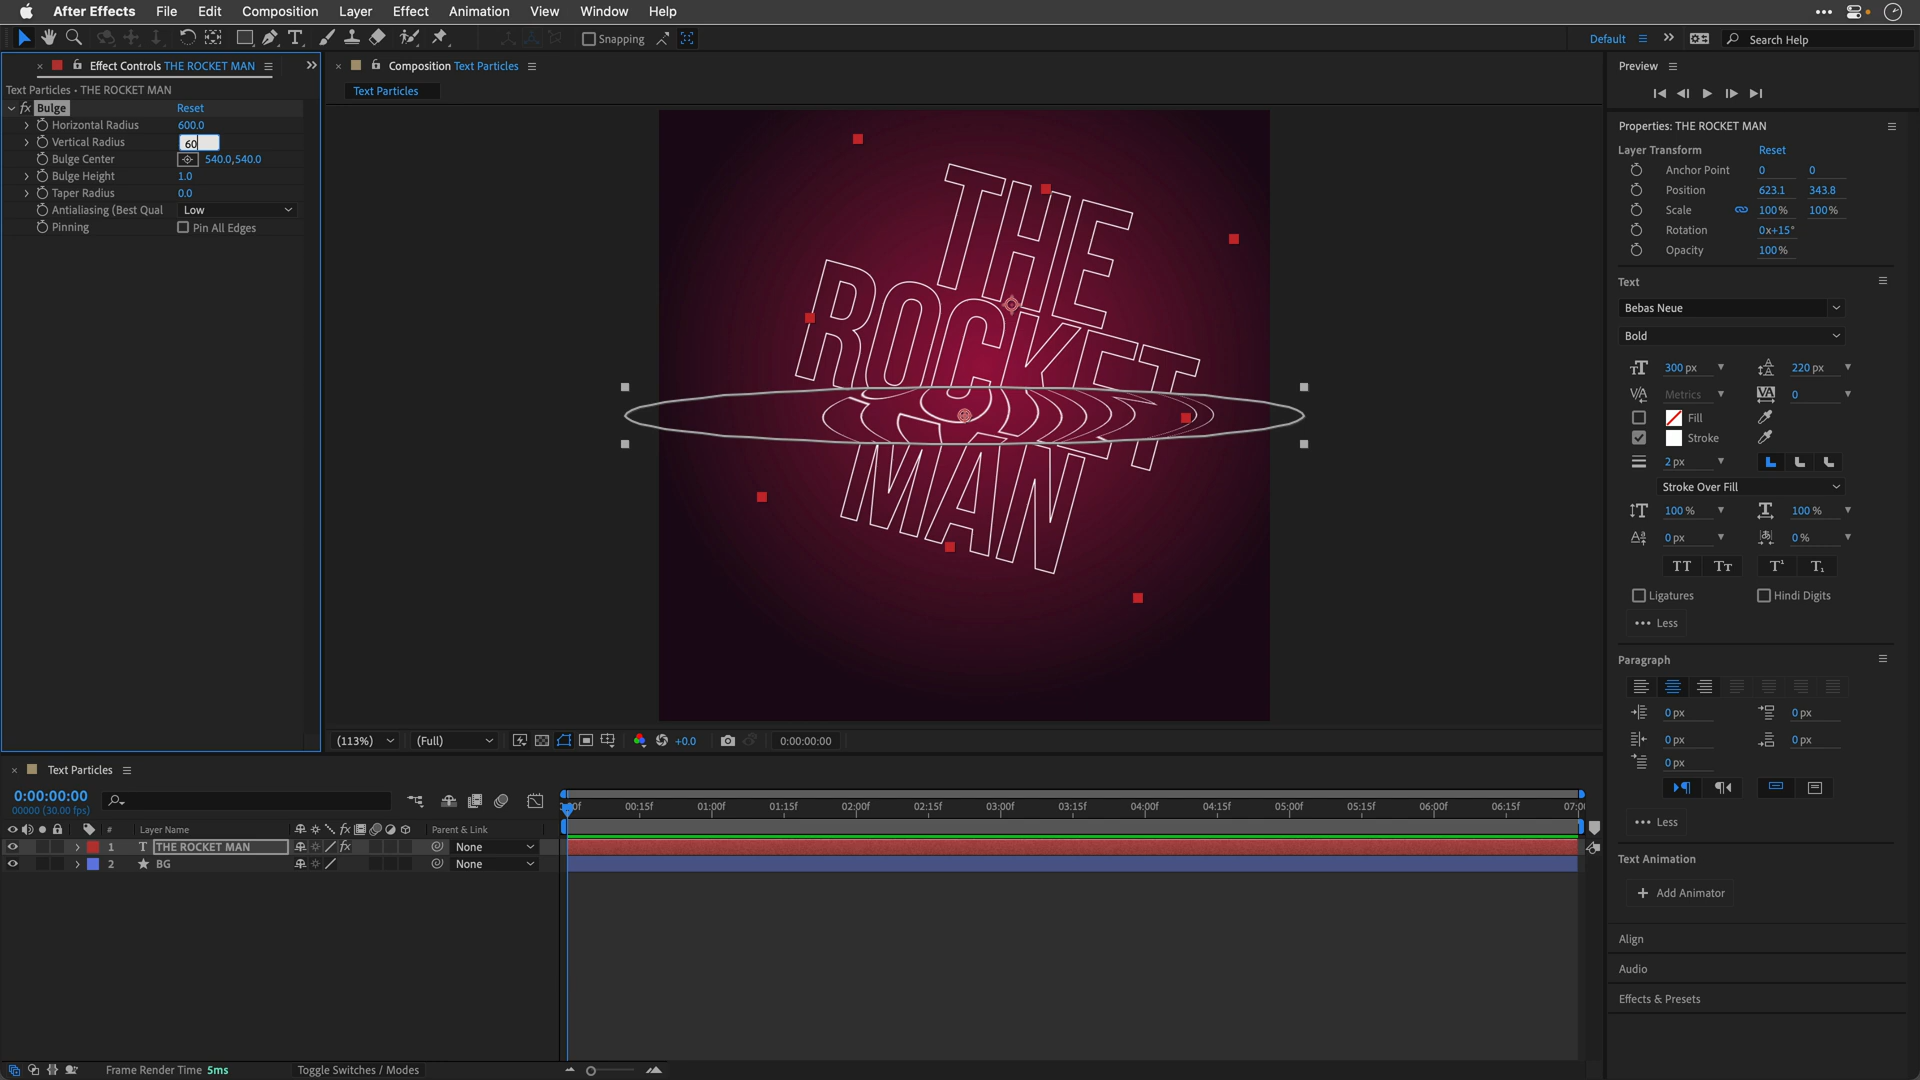 After Effects File Edit Composition Layer Effect Animation View Window Help
Snapping Default Search Help
Effect Controls THE ROCKET MAN
Text Particles • THE ROCKET MAN
fx Bulge Reset
Horizontal Radius 600.0
Vertical Radius 60
Bulge Center 540.0,540.0
Bulge Height 1.0
Taper Radius 0.0
Antialiasing (Best Qual Low
Pinning Pin All Edges
Composition Text Particles
Text Particles
THE
ROCKET
MAN
(113%) (Full) +0.0 0:00:00:00
Preview
Properties: THE ROCKET MAN
Layer Transform Reset
Anchor Point 0 0
Position 623.1 343.8
Scale 100% 100%
Rotation 0x+15°
Opacity 100%
Text
Bebas Neue
Bold
300 px 220 px
Metrics 0
Fill
Stroke
2 px
Stroke Over Fill
100 % 100 %
0 px 0 %
TT Tт T¹ T₁
Ligatures Hindi Digits
Less
Paragraph
0 px 0 px
0 px 0 px
0 px
Less
Text Animation
Add Animator
Align
Audio
Effects & Presets
Text Particles
0:00:00:00
00000 (30.00 fps)
00:15f 01:00f 01:15f 02:00f 02:15f 03:00f 03:15f 04:00f 04:15f 05:00f 05:15f 06:00f 06:15f 07:0
# Layer Name fx Parent & Link
1 T THE ROCKET MAN fx None
2 BG None
Frame Render Time 5ms Toggle Switches / Modes